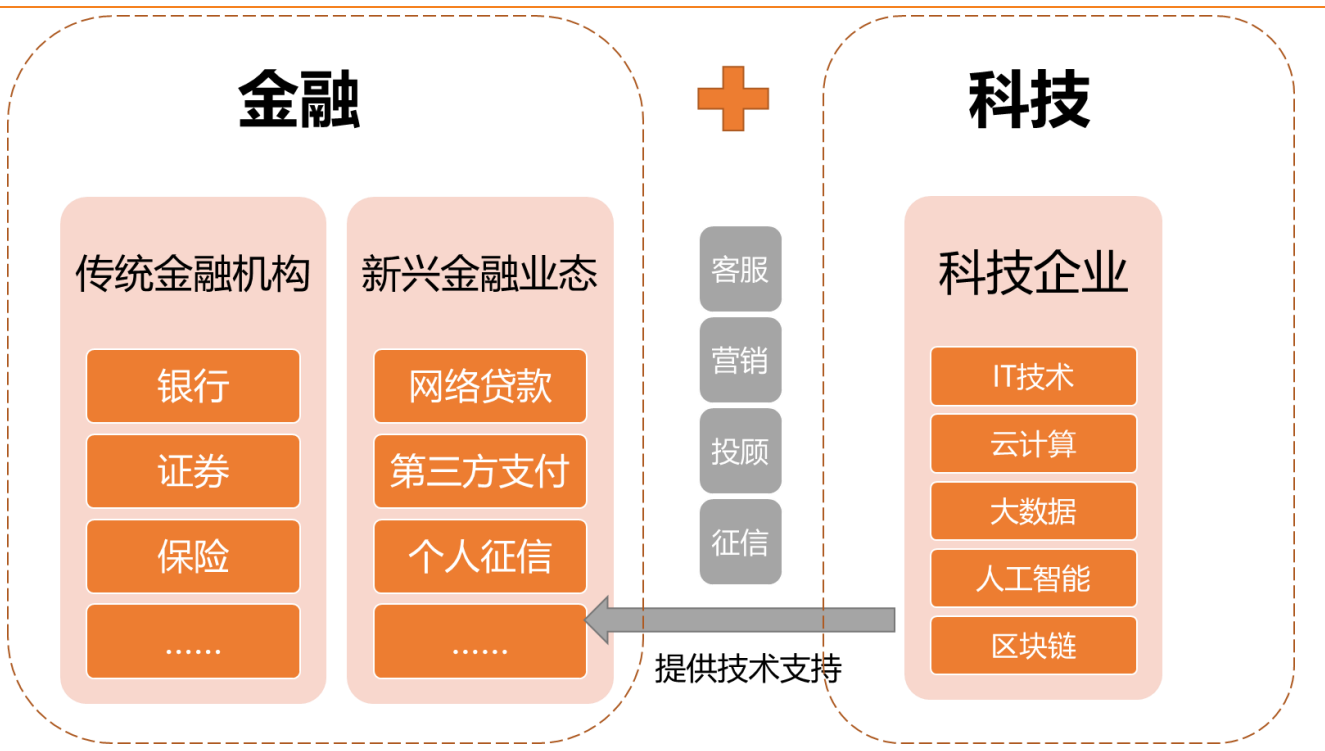 金融
科技
传统金融机构
银行
证券
保险
......
新兴金融业态
网络贷款
第三方支付
个人征信
......
客服
营销
投顾
征信
提供技术支持
科技企业
IT技术
云计算
大数据
人工智能
区块链